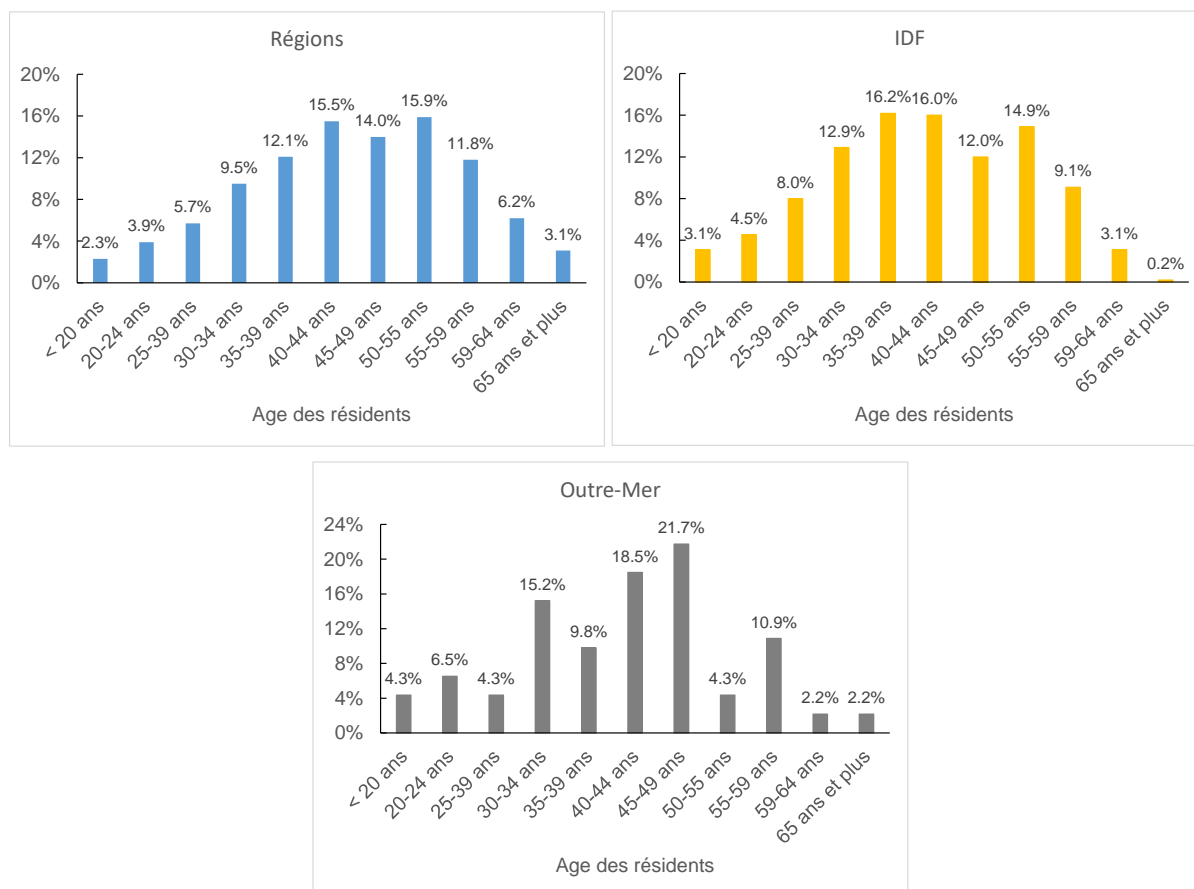 Régions
20%
16%
12%
8%
4%
0%
2.3%
3.9%
5.7%
9.5%
12.1%
15.5%
14.0%
15.9%
11.8%
6.2%
3.1%
< 20 ans
20-24 ans
25-39 ans
30-34 ans
35-39 ans
40-44 ans
45-49 ans
50-55 ans
55-59 ans
59-64 ans
65 ans et plus
Age des résidents
IDF
20%
16%
12%
8%
4%
0%
3.1%
4.5%
8.0%
12.9%
16.2%
16.0%
12.0%
14.9%
9.1%
3.1%
0.2%
< 20 ans
20-24 ans
25-39 ans
30-34 ans
35-39 ans
40-44 ans
45-49 ans
50-55 ans
55-59 ans
59-64 ans
65 ans et plus
Age des résidents
Outre-Mer
24%
20%
16%
12%
8%
4%
0%
4.3%
6.5%
4.3%
15.2%
9.8%
18.5%
21.7%
4.3%
10.9%
2.2%
2.2%
< 20 ans
20-24 ans
25-39 ans
30-34 ans
35-39 ans
40-44 ans
45-49 ans
50-55 ans
55-59 ans
59-64 ans
65 ans et plus
Age des résidents